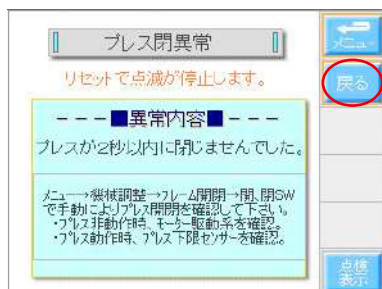 プレス閉異常
メニュー
リセットで点滅が停止します。
戻る
－－－■異常内容■－－－
プレスが2秒以内に閉じませんでした。
メニュー→機械調整→フレーム開閉→開、閉SW
で手動によりプレス開閉を確認して下さい。
・プレス非動作時、モーター駆動系を確認。
・プレス動作時、プレス下限センサーを確認。
点検
表示